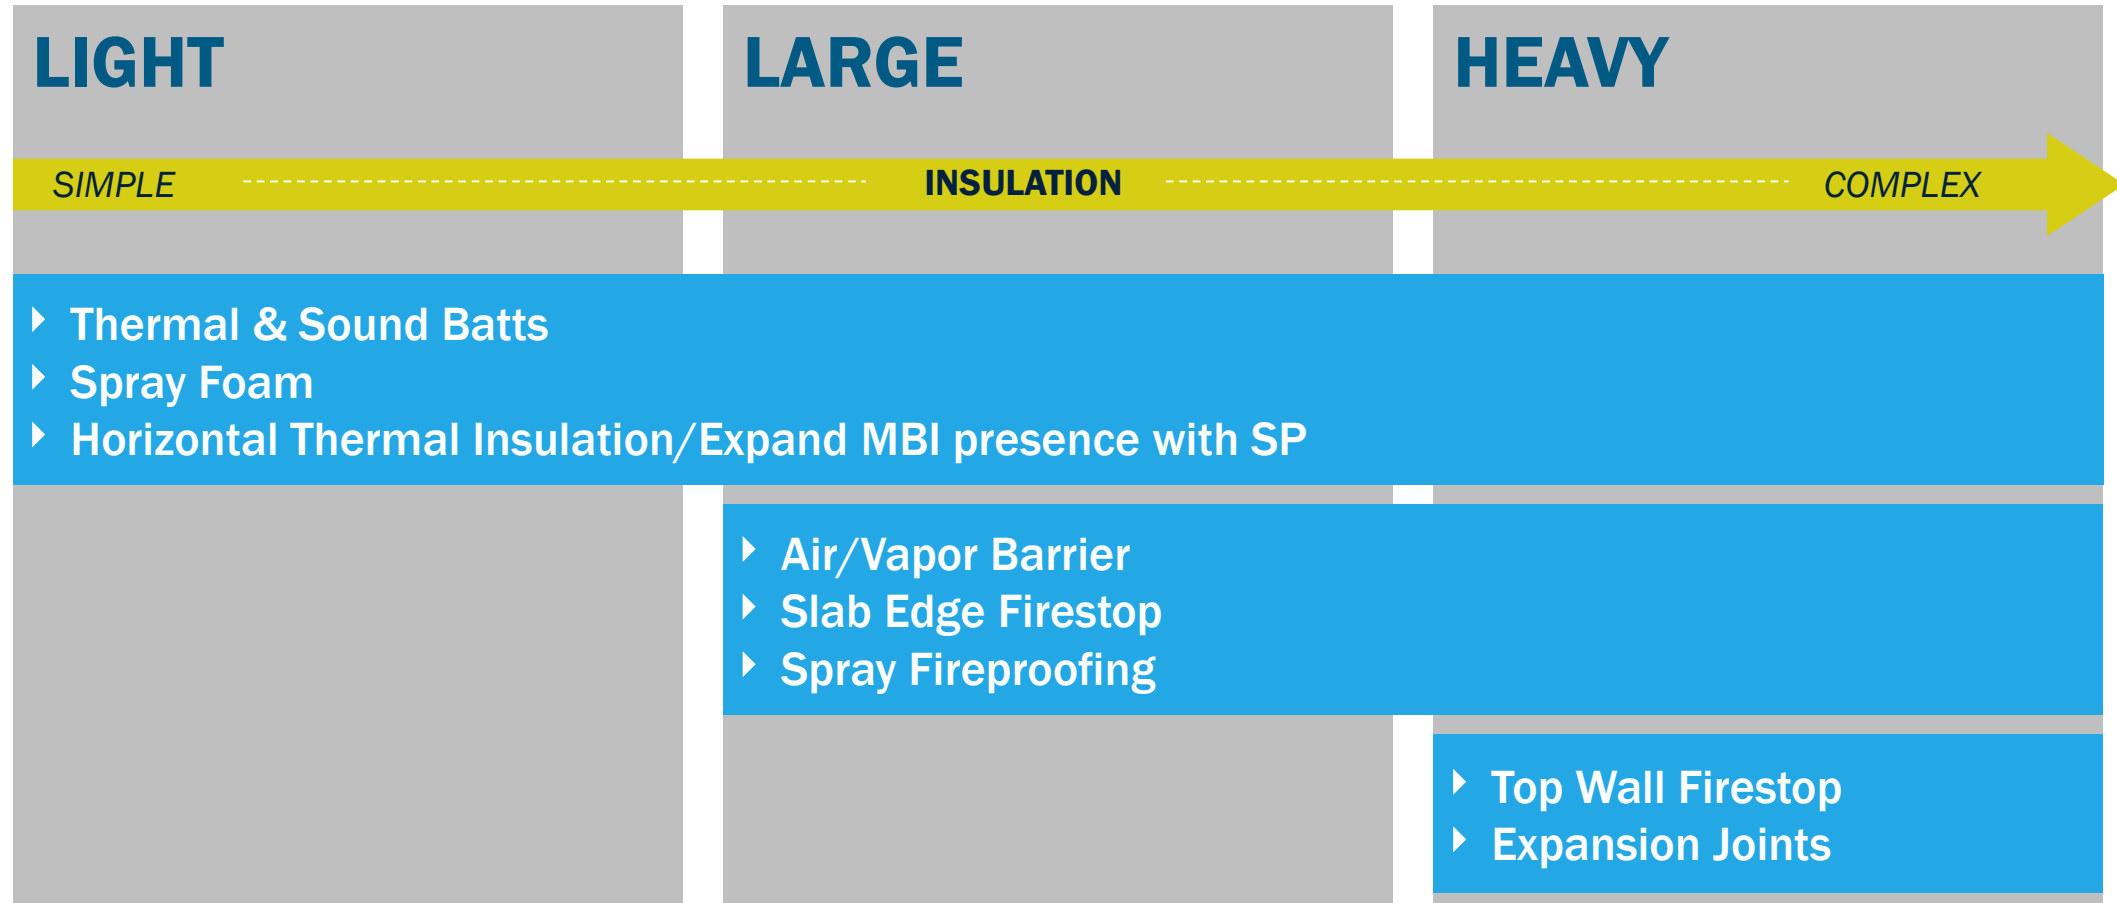 LIGHT
LARGE
HEAVY
SIMPLE
INSULATION
COMPLEX
Thermal & Sound Batts
Spray Foam
Horizontal Thermal Insulation/Expand MBI presence with SP
Air/Vapor Barrier
Slab Edge Firestop
Spray Fireproofing
Top Wall Firestop
Expansion Joints